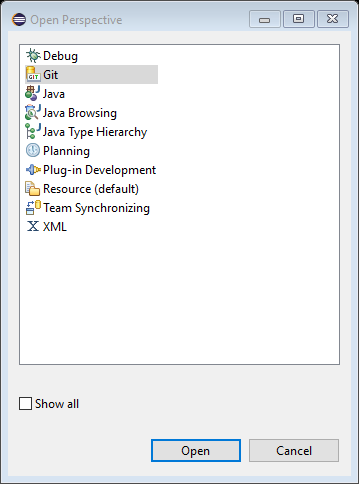 Open Perspective
Debug
Git
Java
Java Browsing
Java Type Hierarchy
Planning
Plug-in Development
Resource (default)
Team Synchronizing
XML
Show all
Open
Cancel